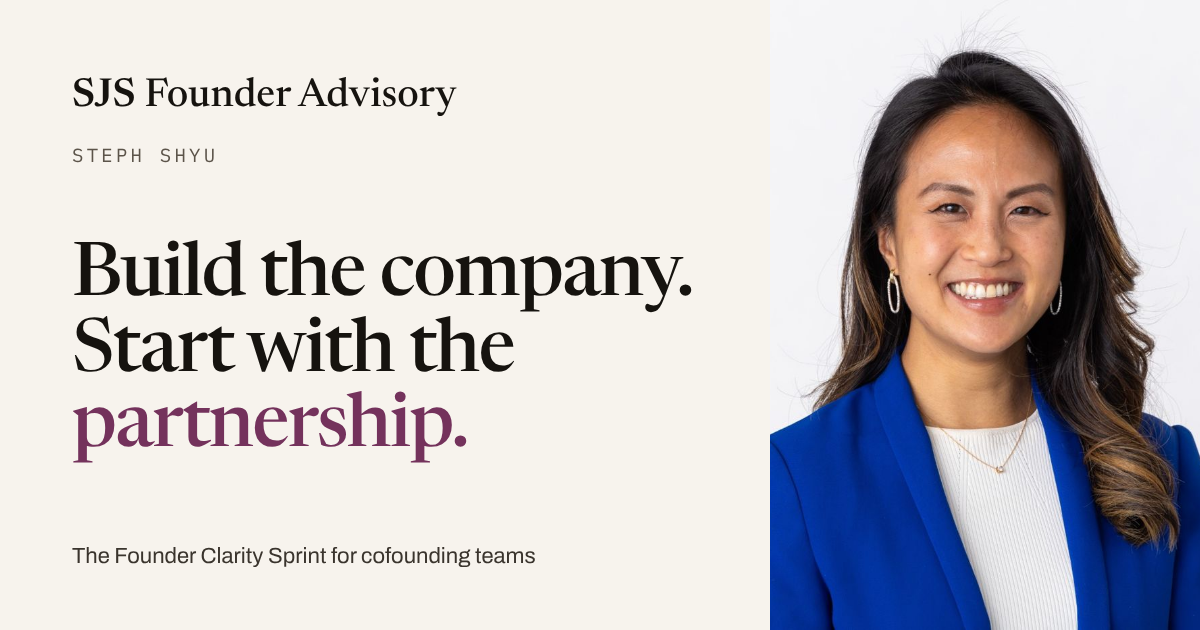 SJS Founder Advisory
STEPH SHYU
Build the company.
Start with the
partnership.
The Founder Clarity Sprint for cofounding teams